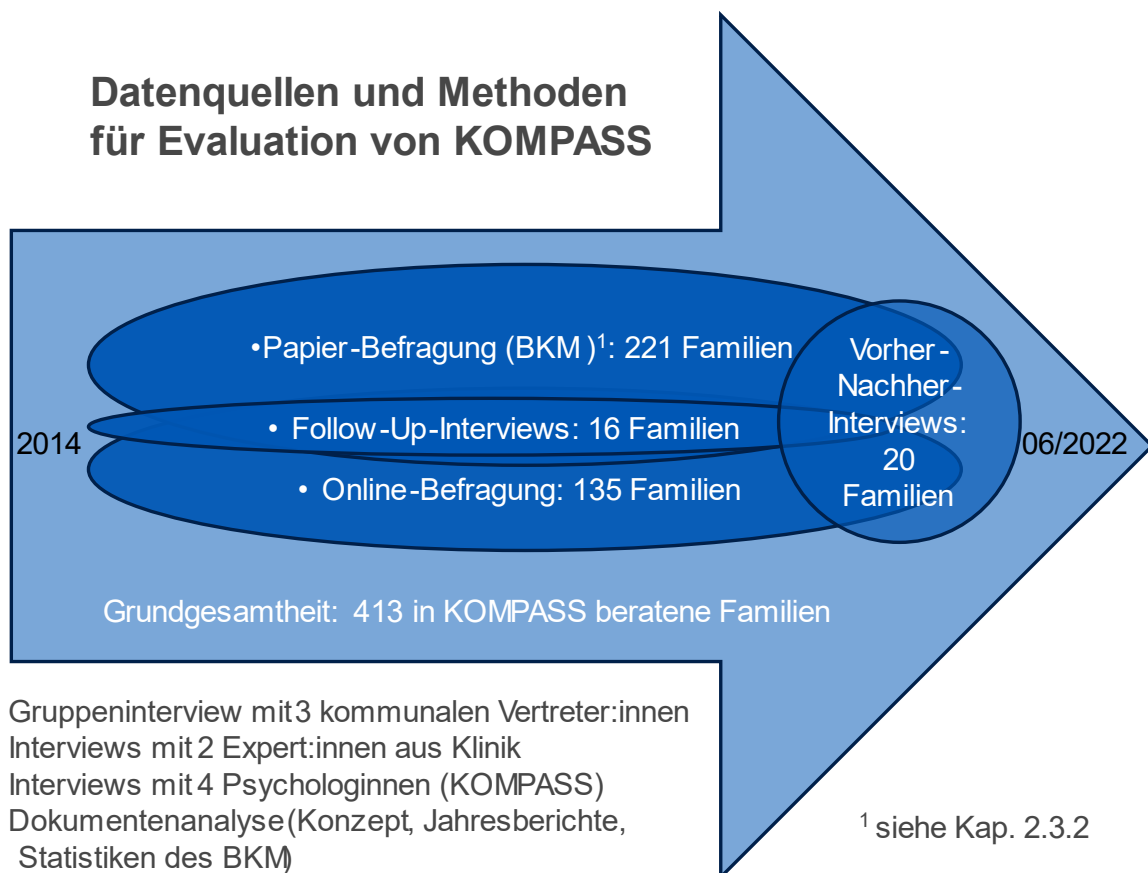 Datenquellen und Methoden
für Evaluation von KOMPASS
•Papier-Befragung (BKM)¹: 221 Familien
Vorher-
Nachher-
Interviews:
20
Familien
2014
• Follow-Up-Interviews: 16 Familien
06/2022
• Online-Befragung: 135 Familien
Grundgesamtheit: 413 in KOMPASS beratene Familien
Gruppeninterview mit 3 kommunalen Vertreter:innen
Interviews mit 2 Expert:innen aus Klinik
Interviews mit 4 Psychologinnen (KOMPASS)
Dokumentenanalyse (Konzept, Jahresberichte,
Statistiken des BKM)
¹ siehe Kap. 2.3.2